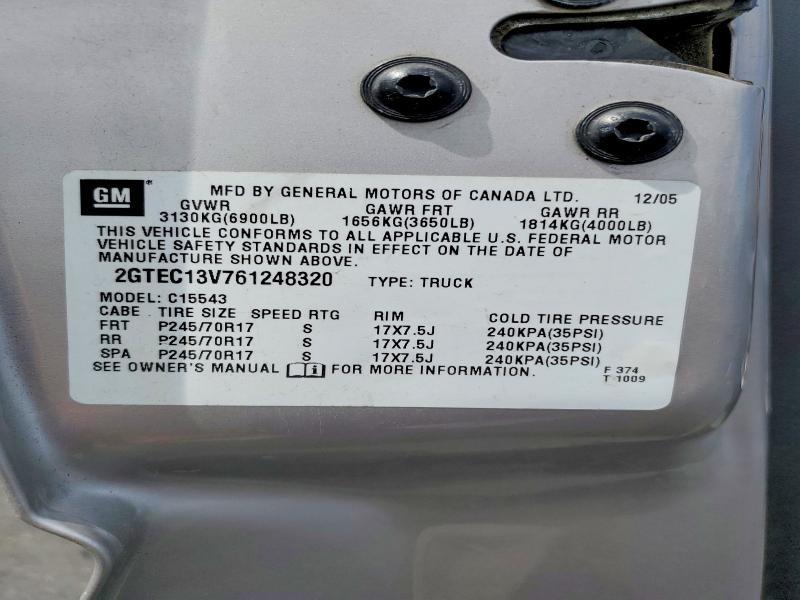 GM ® MFD BY GENERAL MOTORS OF CANADA LTD. 12/05
GVWR GAWR FRT GAWR RR
3130KG(6900LB) 1656KG(3650LB) 1814KG(4000LB)
THIS VEHICLE CONFORMS TO ALL APPLICABLE U.S. FEDERAL MOTOR
VEHICLE SAFETY STANDARDS IN EFFECT ON THE DATE OF
MANUFACTURE SHOWN ABOVE.
2GTEC13V761248320 TYPE: TRUCK
MODEL: C15543
CABE TIRE SIZE SPEED RTG RIM COLD TIRE PRESSURE
FRT P245/70R17 S 17X7.5J 240KPA(35PSI)
RR P245/70R17 S 17X7.5J 240KPA(35PSI)
SPA P245/70R17 S 17X7.5J 240KPA(35PSI)
SEE OWNER'S MANUAL i FOR MORE INFORMATION. F 374
T 1009